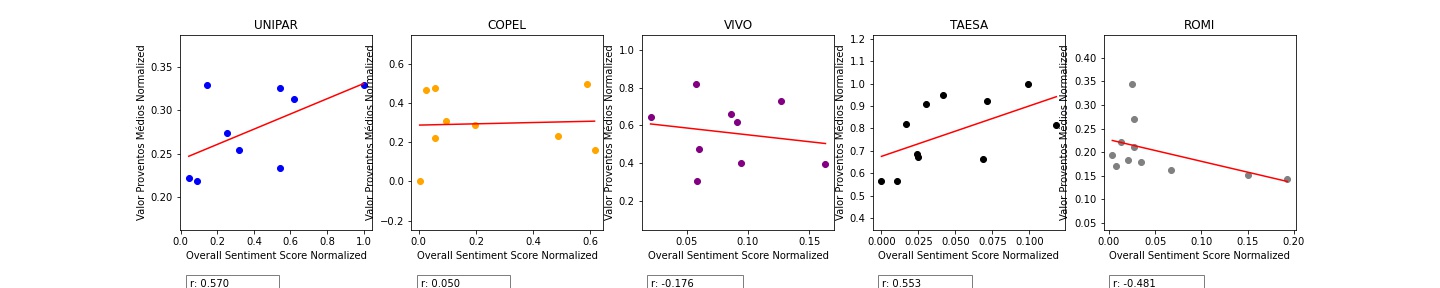 UNIPAR
Valor Proventos Médios Normalized
0.35
0.30
0.25
0.20
0.0 0.2 0.4 0.6 0.8 1.0
Overall Sentiment Score Normalized
r: 0.570
COPEL
Valor Proventos Médios Normalized
0.6
0.4
0.2
0.0
−0.2
0.0 0.2 0.4 0.6
Overall Sentiment Score Normalized
r: 0.050
VIVO
Valor Proventos Médios Normalized
1.0
0.8
0.6
0.4
0.2
0.05 0.10 0.15
Overall Sentiment Score Normalized
r: -0.176
TAESA
Valor Proventos Médios Normalized
1.2
1.1
1.0
0.9
0.8
0.7
0.6
0.5
0.4
0.000 0.025 0.050 0.075 0.100
Overall Sentiment Score Normalized
r: 0.553
ROMI
Valor Proventos Médios Normalized
0.40
0.35
0.30
0.25
0.20
0.15
0.10
0.05
0.00 0.05 0.10 0.15 0.20
Overall Sentiment Score Normalized
r: -0.481